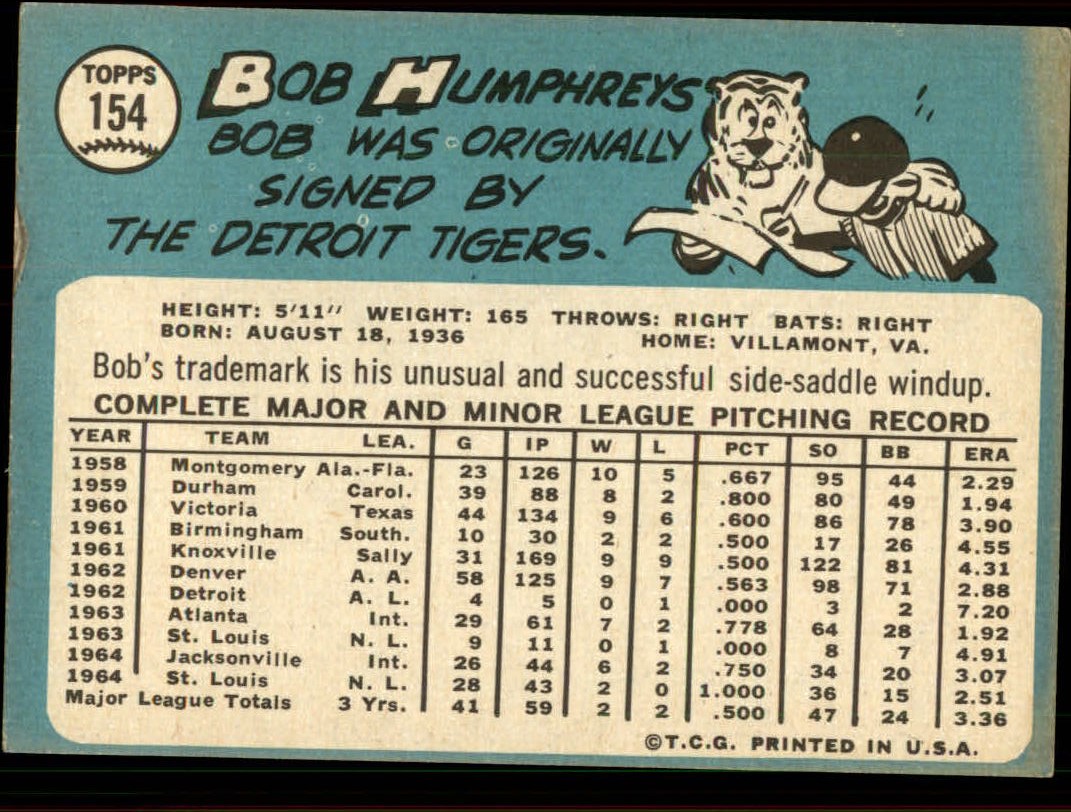 TOPPS
154
BOB HUMPHREYS
BOB WAS ORIGINALLY
SIGNED BY
THE DETROIT TIGERS.
HEIGHT: 5'11" WEIGHT: 165 THROWS: RIGHT BATS: RIGHT
BORN: AUGUST 18, 1936 HOME: VILLAMONT, VA.
Bob's trademark is his unusual and successful side-saddle windup.
COMPLETE MAJOR AND MINOR LEAGUE PITCHING RECORD
YEAR TEAM LEA. G IP W L PCT SO BB ERA
1958 Montgomery Ala.-Fla. 23 126 10 5 .667 95 44 2.29
1959 Durham Carol. 39 88 8 2 .800 80 49 1.94
1960 Victoria Texas 44 134 9 6 .600 86 78 3.90
1961 Birmingham South. 10 30 2 2 .500 17 26 4.55
1961 Knoxville Sally 31 169 9 9 .500 122 81 4.31
1962 Denver A. A. 58 125 9 7 .563 98 71 2.88
1962 Detroit A. L. 4 5 0 1 .000 3 2 7.20
1963 Atlanta Int. 29 61 7 2 .778 64 28 1.92
1963 St. Louis N. L. 9 11 0 1 .000 8 7 4.91
1964 Jacksonville Int. 26 44 6 2 .750 34 20 3.07
1964 St. Louis N. L. 28 43 2 0 1.000 36 15 2.51
Major League Totals 3 Yrs. 41 59 2 2 .500 47 24 3.36
©T.C.G. PRINTED IN U.S.A.